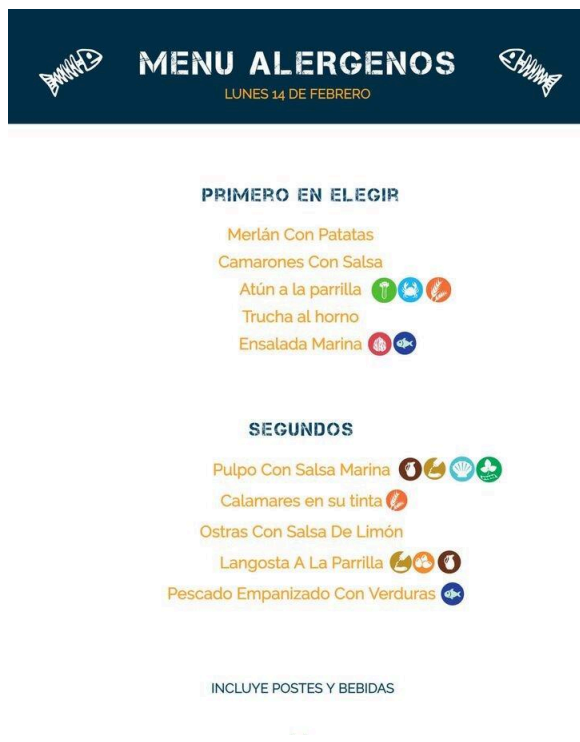 MENU ALERGENOS
LUNES 14 DE FEBRERO
PRIMERO EN ELEGIR
Merlán Con Patatas
Camarones Con Salsa
Atún a la parrilla
Trucha al horno
Ensalada Marina
SEGUNDOS
Pulpo Con Salsa Marina
Calamares en su tinta
Ostras Con Salsa De Limón
Langosta A La Parrilla
Pescado Empanizado Con Verduras
INCLUYE POSTES Y BEBIDAS